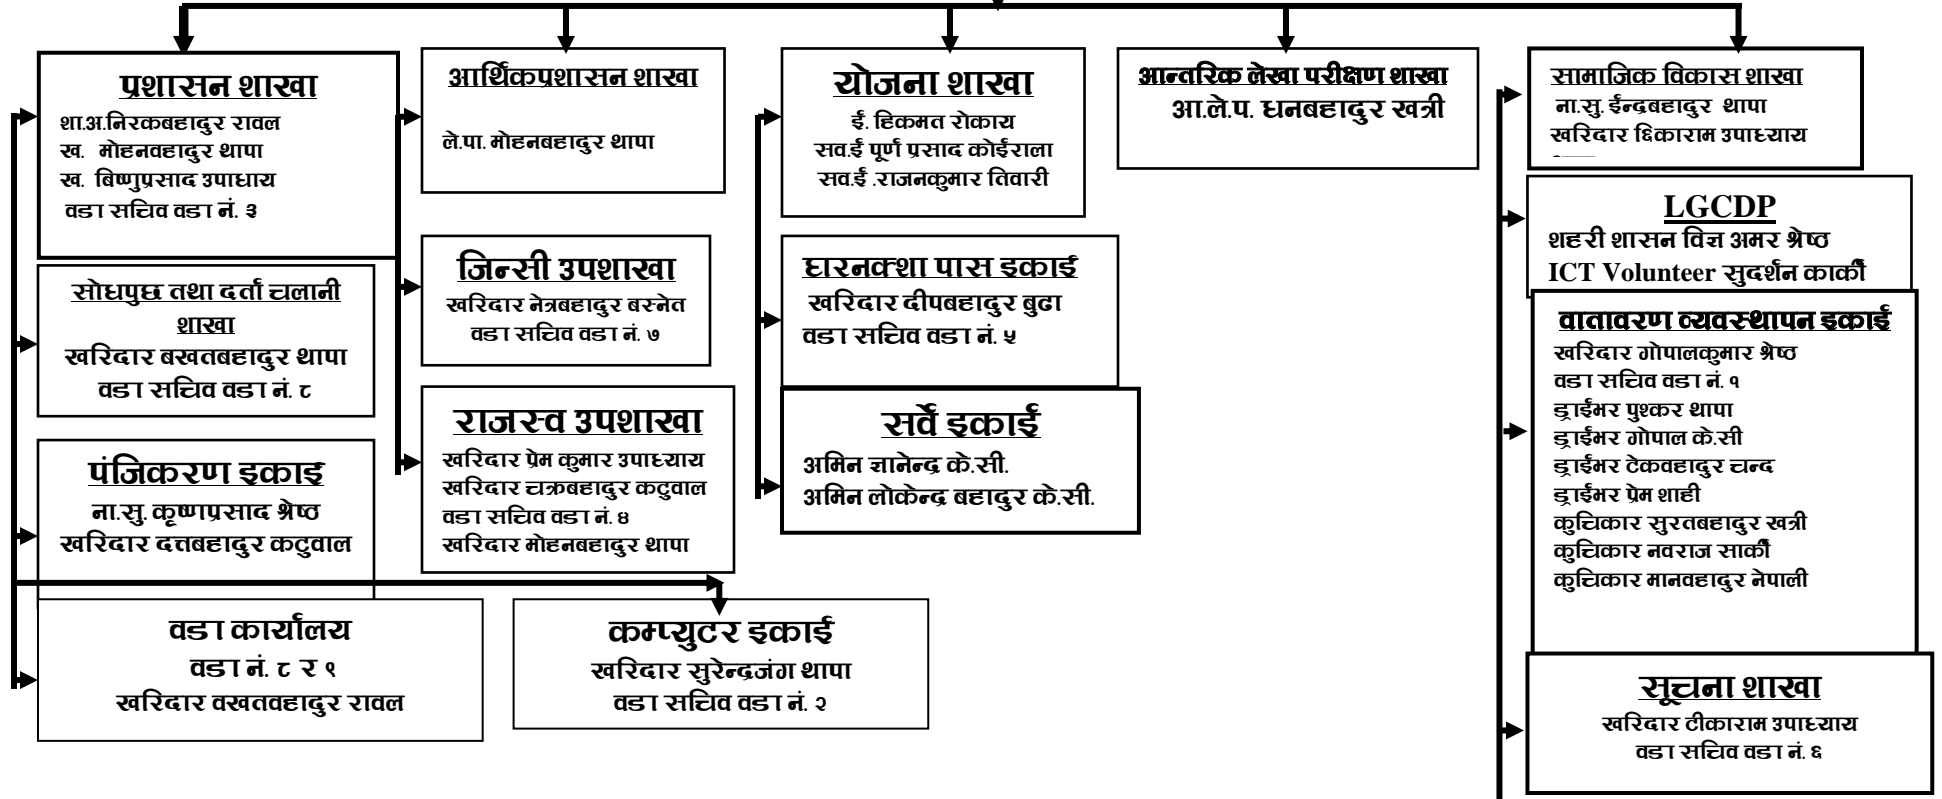 प्रशासन शाखा
शा.अ.निरकबहादुर रावल
ख. मोहनवहादुर थापा
ख. बिष्णुप्रसाद उपाधाय
वडा सचिव वडा नं. ३
सोधपुछ तथा दर्ता चलानी
शाखा
खरिदार बखतबहादुर थापा
वडा सचिव वडा नं. ८
पंजिकरण इकाई
ना.सु. कृष्णप्रसाद श्रेष्ठ
खरिदार दत्तबहादुर कटुवाल
वडा कार्यालय
वडा नं. ८ र ९
खरिदार वखतवहादुर रावल
आर्थिकप्रशासन शाखा
ले.पा. मोहनबहादुर थापा
जिन्सी उपशाखा
खरिदार नेत्रबहादुर बस्नेत
वडा सचिव वडा नं. ७
राजस्व उपशाखा
खरिदार प्रेम कुमार उपाध्याय
खरिदार चक्रबहादुर कटुवाल
वडा सचिव वडा नं. ४
खरिदार मोहनबहादुर थापा
कम्प्युटर इकाई
खरिदार सुरेन्द्रजंग थापा
वडा सचिव वडा नं. २
योजना शाखा
ई. हिकमत रोकाय
सव.ई पूर्ण प्रसाद कोईराला
सव.ई .राजनकुमार तिवारी
घारनक्शा पास इकाई
खरिदार दीपबहादुर बुढा
वडा सचिव वडा नं. ५
सर्वे इकाई
अमिन ज्ञानेन्द्र के.सी.
अमिन लोकेन्द्र बहादुर के.सी.
आन्तरिक लेखा परीक्षण शाखा
आ.ले.प. धनबहादुर खत्री
सामाजिक विकास शाखा
ना.सु. ईन्द्रबहादुर थापा
खरिदार छिकाराम उपाध्याय
LGCDP
शहरी शासन विज्ञ अमर श्रेष्ठ
ICT Volunteer सुदर्शन कार्की
वातावरण व्यवस्थापन इकाई
खरिदार गोपालकुमार श्रेष्ठ
वडा सचिव वडा नं. १
ड्राईभर पुश्कर थापा
ड्राईभर गोपाल के.सी
ड्राईभर टेकवहादुर चन्द
ड्राईभर प्रेम शाही
कुचिकार सुरतबहादुर खत्री
कुचिकार नवराज सार्की
कुचिकार मानवहादुर नेपाली
सूचना शाखा
खरिदार टीकाराम उपाध्याय
वडा सचिव वडा नं. ६